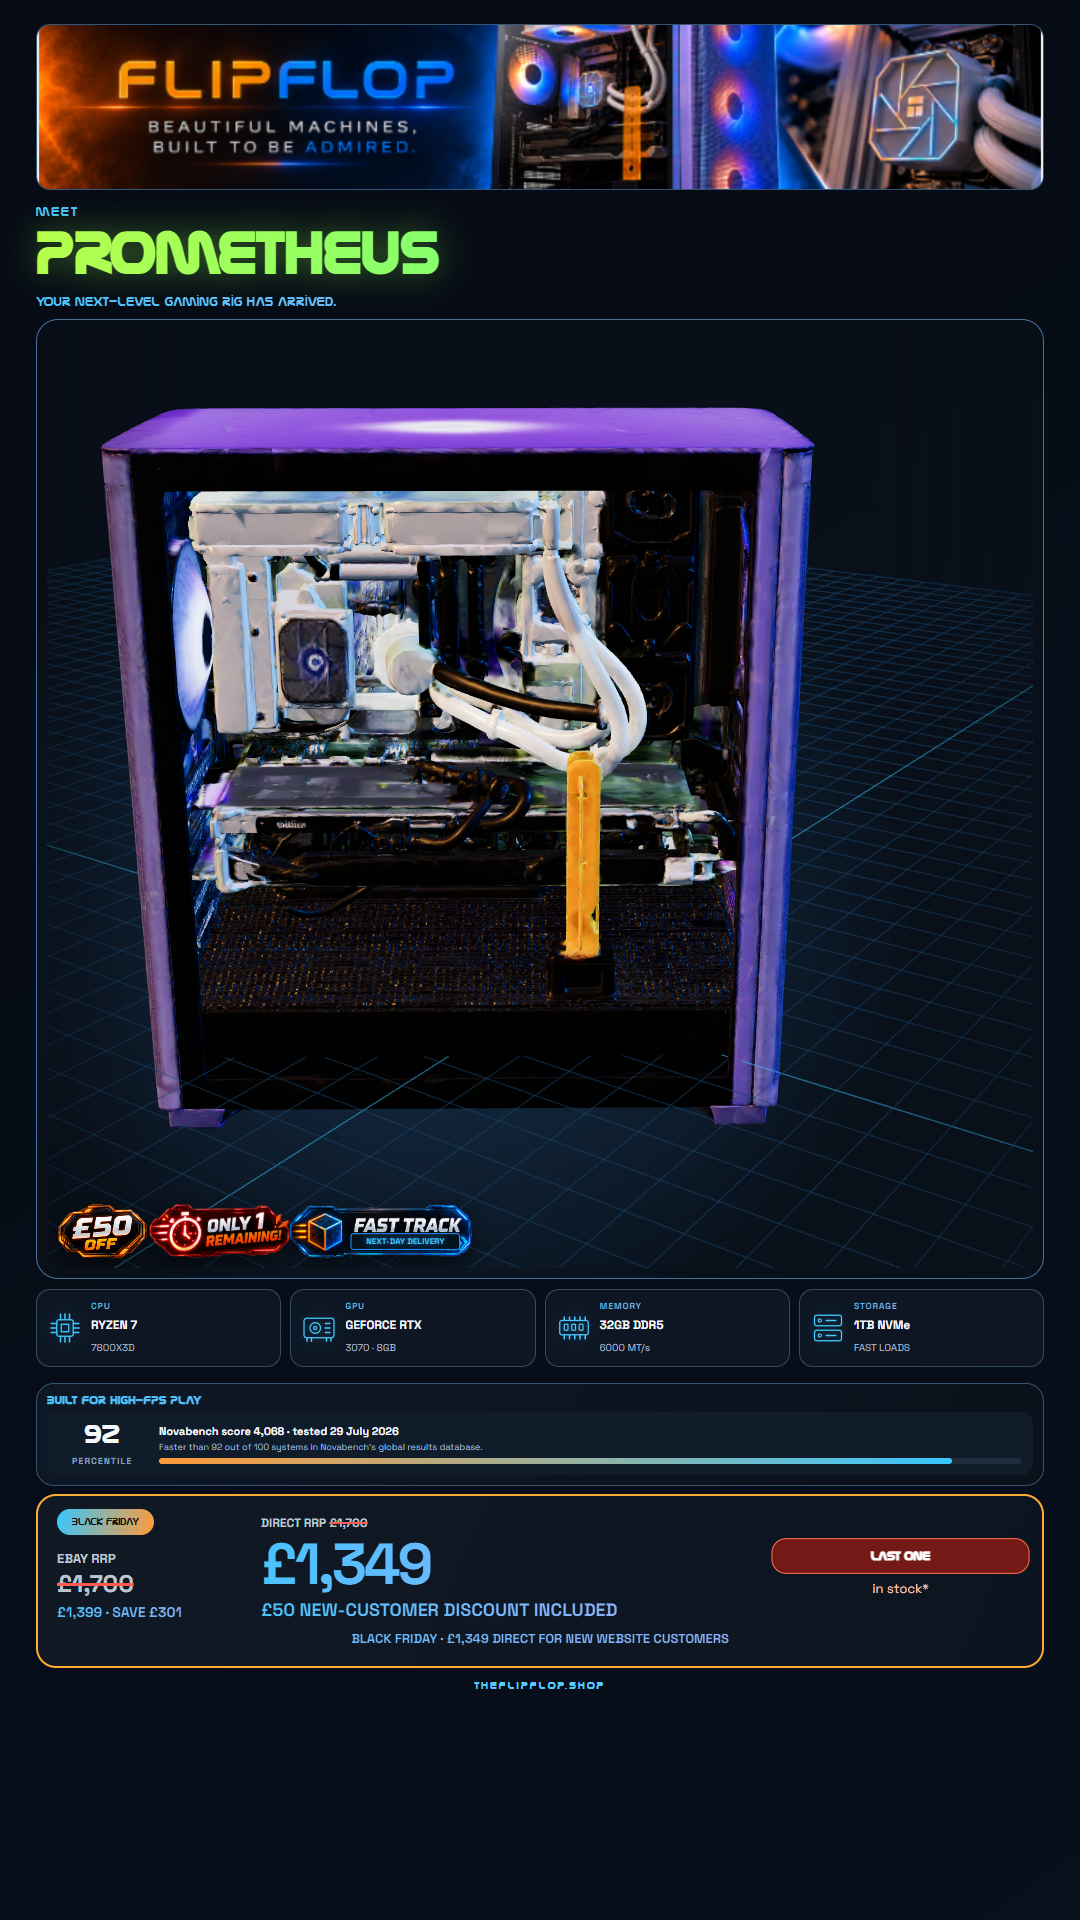 FLIPFLOP
BEAUTIFUL MACHINES,
BUILT TO BE ADMIRED.
MEET
PROMETHEUS
YOUR NEXT-LEVEL GAMING RIG HAS ARRIVED.
£50
OFF
ONLY 1
REMAINING!
FAST TRACK
NEXT-DAY DELIVERY
CPU
RYZEN 7
7800X3D
GPU
GEFORCE RTX
3070 · 8GB
MEMORY
32GB DDR5
6000 MT/s
STORAGE
1TB NVMe
FAST LOADS
BUILT FOR HIGH-FPS PLAY
92
PERCENTILE
Novabench score 4,068 · tested 29 July 2026
Faster than 92 out of 100 systems in Novabench's global results database.
BLACK FRIDAY
EBAY RRP
£1,700
£1,399 · SAVE £301
DIRECT RRP £1,700
£1,349
£50 NEW-CUSTOMER DISCOUNT INCLUDED
BLACK FRIDAY · £1,349 DIRECT FOR NEW WEBSITE CUSTOMERS
LAST ONE
in stock*
THEFLIPFLOP.SHOP